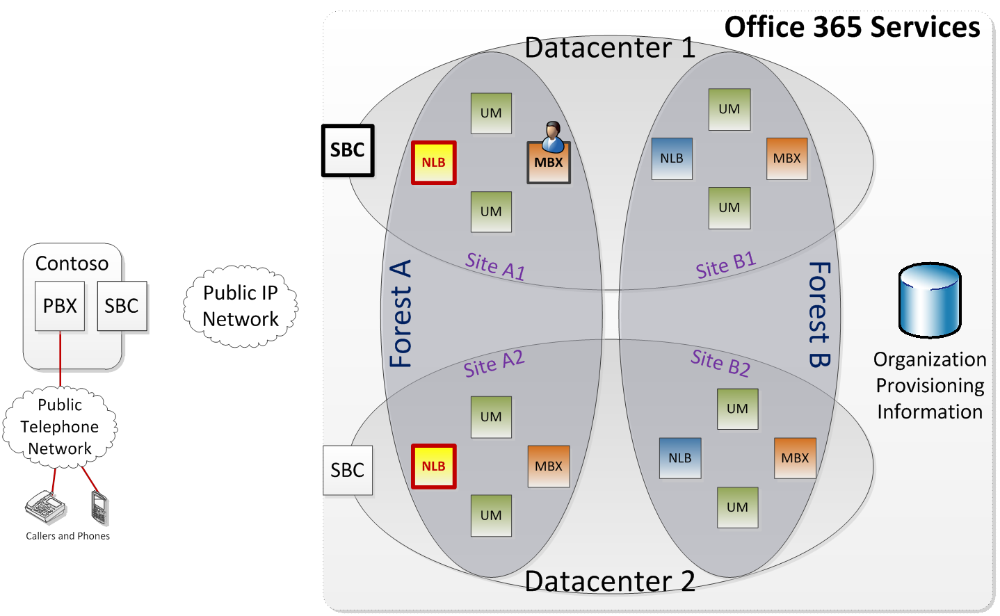 Office 365 Services
Datacenter 1
UM
UM
SBC
NLB
MBX
NLB
MBX
UM
UM
Site A1
Site B1
Contoso
PBX
SBC
Public IP
Network
Forest A
Forest B
Organization
Provisioning
Information
Site A2
Site B2
Public
Telephone
Network
UM
UM
SBC
NLB
MBX
NLB
MBX
UM
UM
Callers and Phones
Datacenter 2